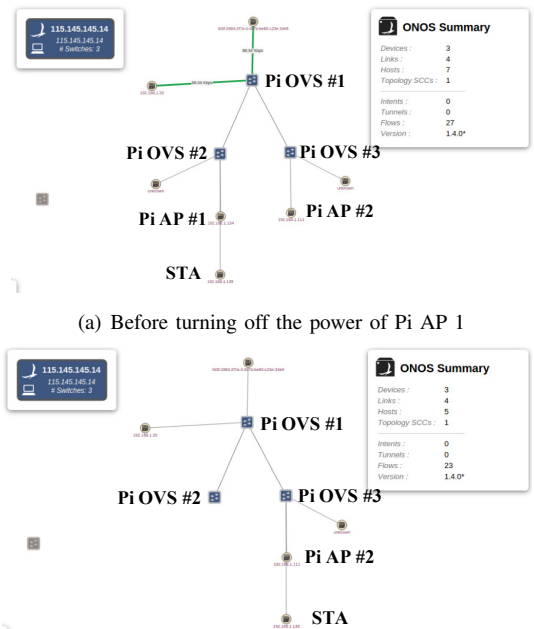 115.145.145.14
115.145.145.14
# Switches: 3
ONOS Summary
Devices : 3
Links : 4
Hosts : 7
Topology SCCs : 1
Intents : 0
Tunnels : 0
Flows : 27
Version : 1.4.0*
Pi OVS #1
Pi OVS #2
Pi OVS #3
unknown
unknown
Pi AP #1
Pi AP #2
STA
(a) Before turning off the power of Pi AP 1
115.145.145.14
115.145.145.14
# Switches: 3
ONOS Summary
Devices : 3
Links : 4
Hosts : 5
Topology SCCs : 1
Intents : 0
Tunnels : 0
Flows : 23
Version : 1.4.0*
Pi OVS #1
Pi OVS #2
Pi OVS #3
unknown
Pi AP #2
STA